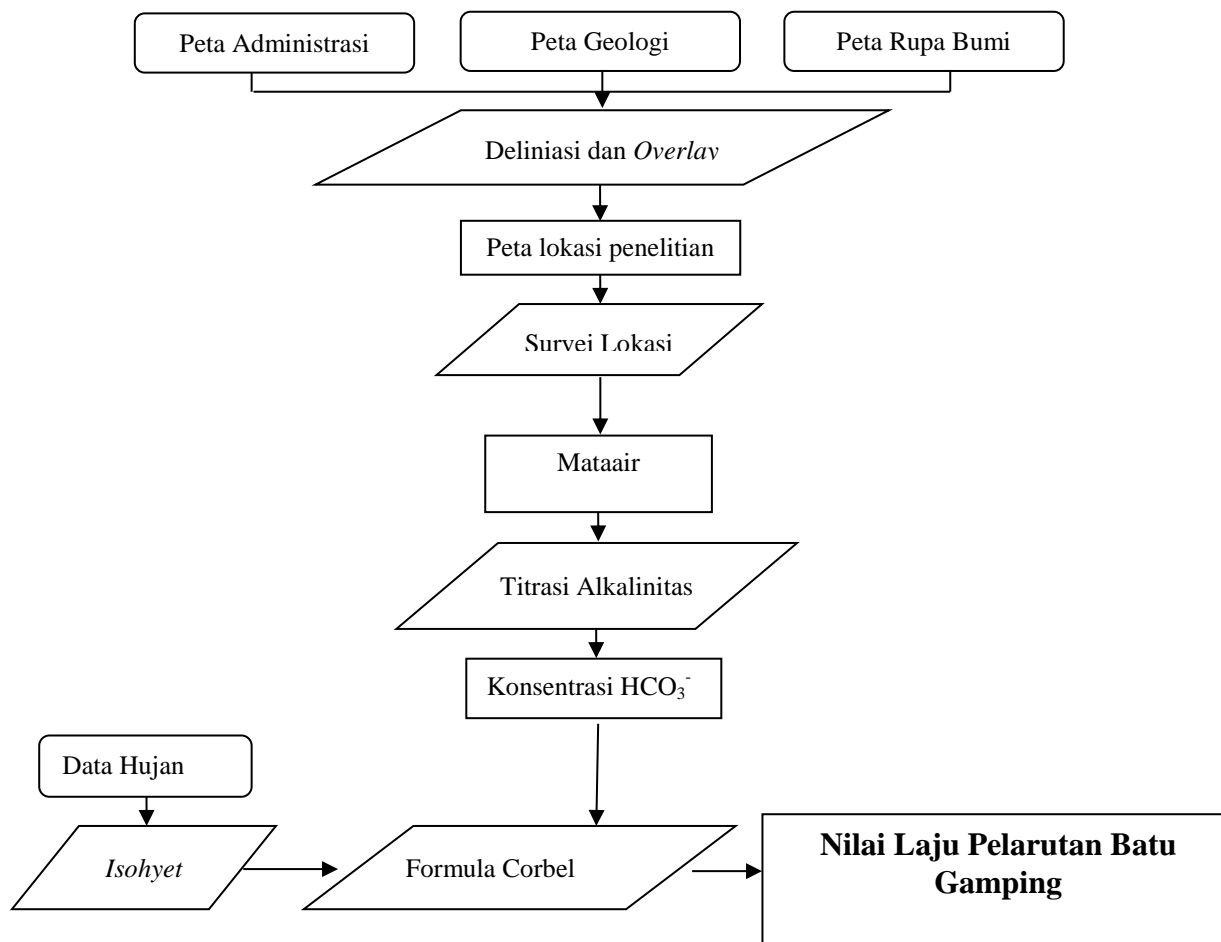 Peta Administrasi
Peta Geologi
Peta Rupa Bumi
Deliniasi dan Overlay
Peta lokasi penelitian
Survei Lokasi
Mataair
Titrasi Alkalinitas
Konsentrasi HCO₃⁻
Data Hujan
Isohyet
Formula Corbel
Nilai Laju Pelarutan Batu
Gamping